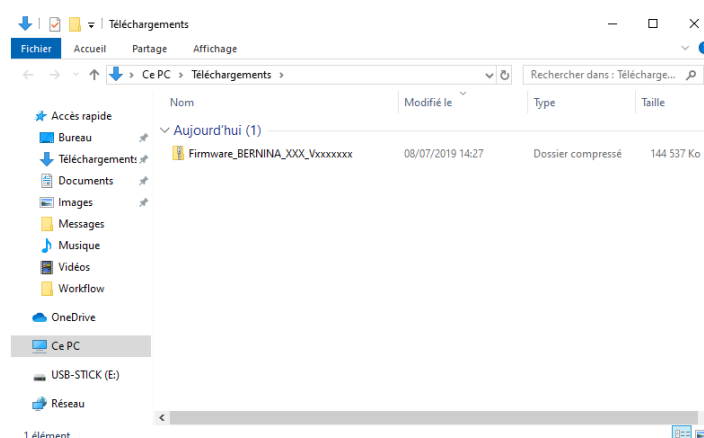 Téléchargements
Fichier Accueil Partage Affichage
Ce PC > Téléchargements > Rechercher dans : Télécharge...
Nom Modifié le Type Taille
Accès rapide
Aujourd'hui (1)
Bureau
Firmware_BERNINA_XXX_Vxxxxxxx 08/07/2019 14:27 Dossier compressé 144 537 Ko
Téléchargements
Documents
Images
Messages
Musique
Vidéos
Workflow
OneDrive
Ce PC
USB-STICK (E:)
Réseau
1 élément